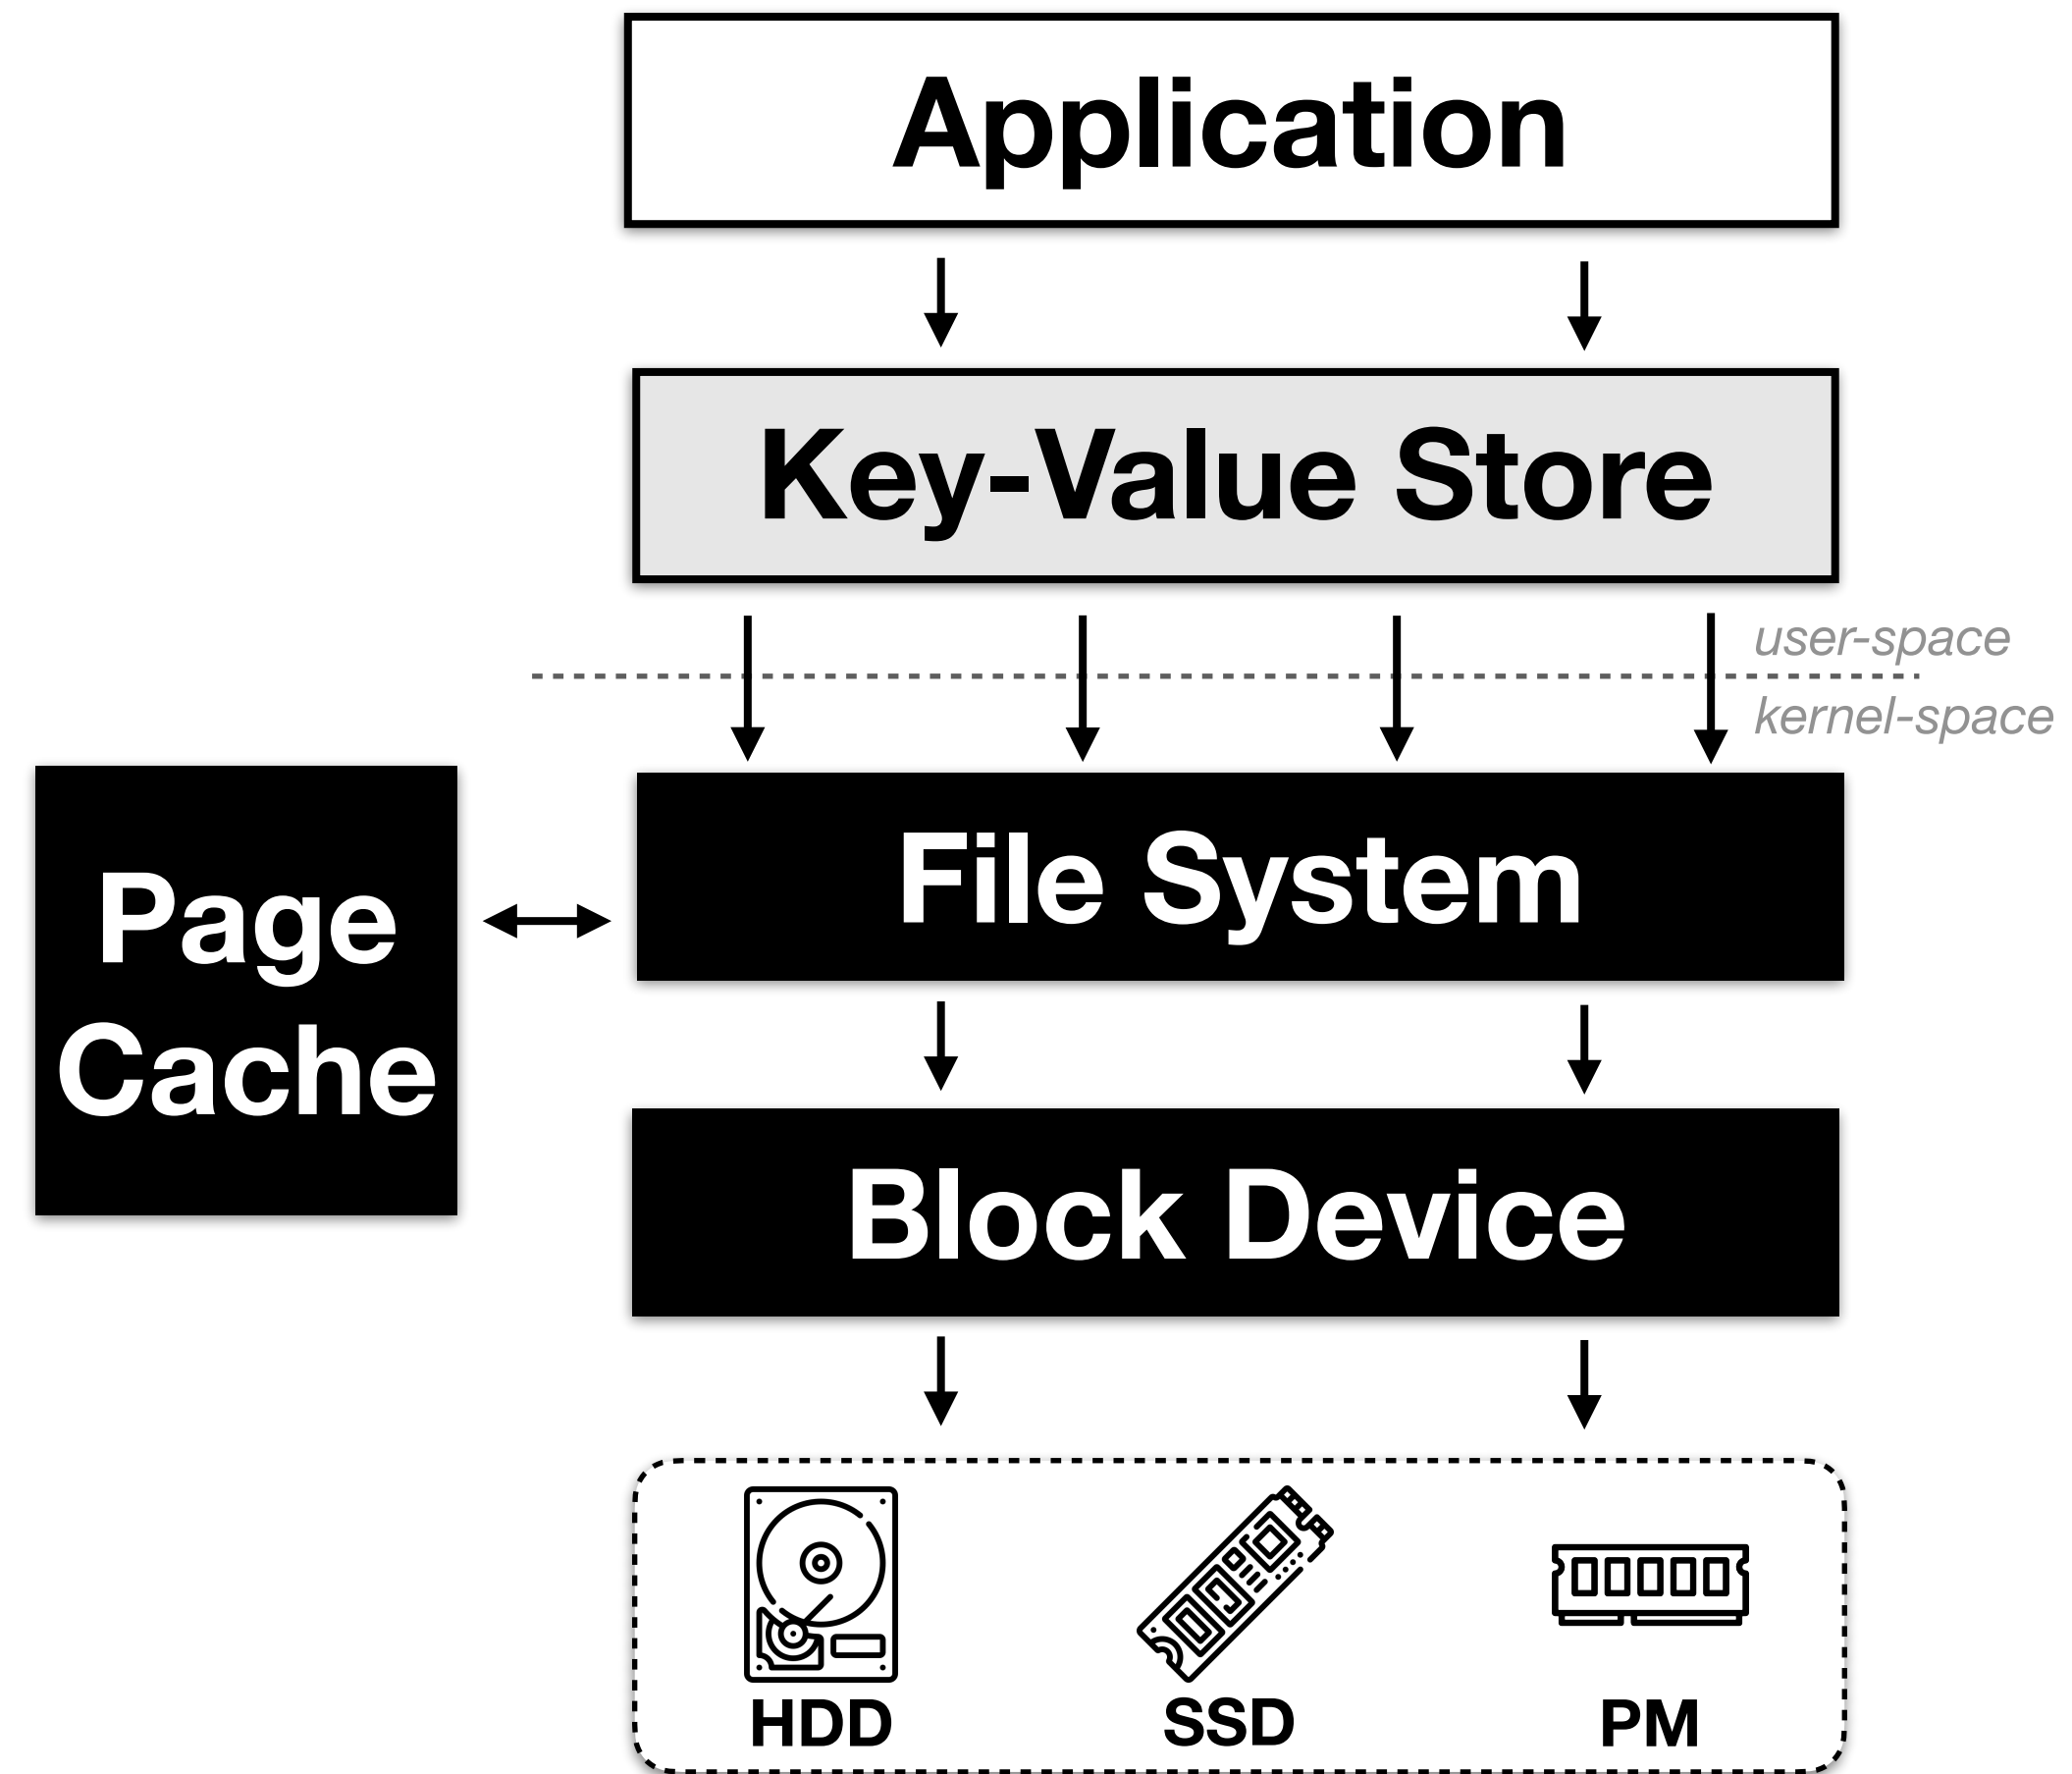 Application
Key-Value Store
user-space
kernel-space
Page
Cache
File System
Block Device
HDD
SSD
PM